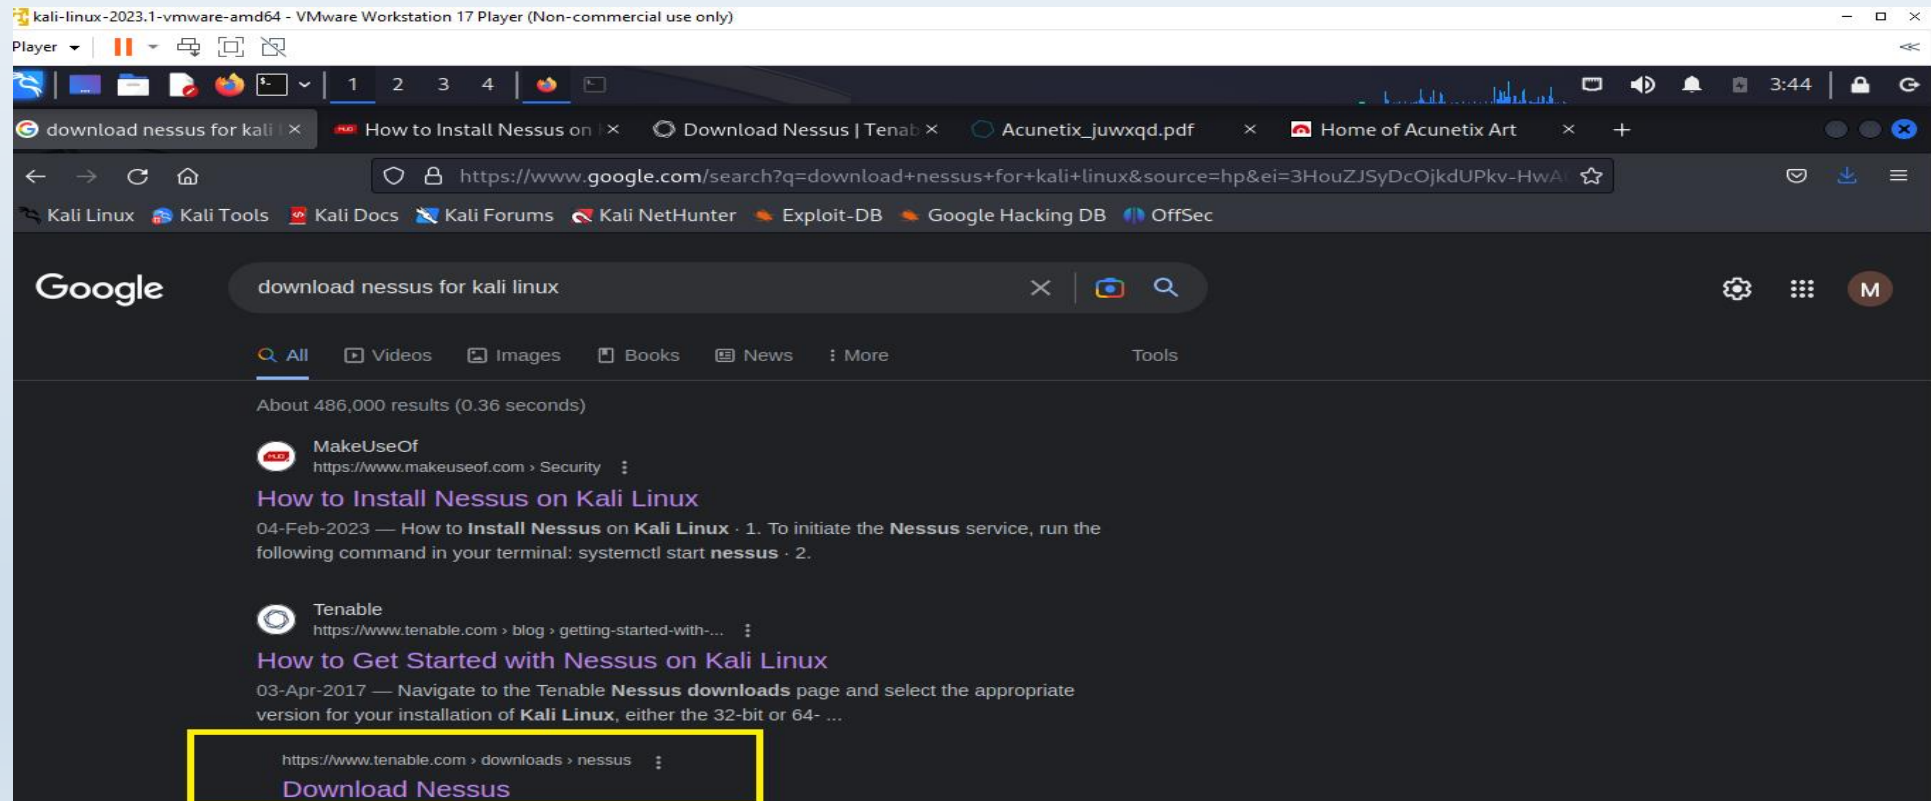 kali-linux-2023.1-vmware-amd64 - VMware Workstation 17 Player (Non-commercial use only)
Player
1 2 3 4 3:44
download nessus for kali How to Install Nessus on Download Nessus | Tenab Acunetix_juwxqd.pdf Home of Acunetix Art
https://www.google.com/search?q=download+nessus+for+kali+linux&source=hp&ei=3HouZJSyDcOjkdUPkv-HwA
Kali Linux Kali Tools Kali Docs Kali Forums Kali NetHunter Exploit-DB Google Hacking DB OffSec
Google download nessus for kali linux M
All Videos Images Books News More Tools
About 486,000 results (0.36 seconds)
MakeUseOf
https://www.makeuseof.com › Security
How to Install Nessus on Kali Linux
04-Feb-2023 — How to Install Nessus on Kali Linux · 1. To initiate the Nessus service, run the
following command in your terminal: systemctl start nessus · 2.
Tenable
https://www.tenable.com › blog › getting-started-with-...
How to Get Started with Nessus on Kali Linux
03-Apr-2017 — Navigate to the Tenable Nessus downloads page and select the appropriate
version for your installation of Kali Linux, either the 32-bit or 64- ...
https://www.tenable.com › downloads › nessus
Download Nessus